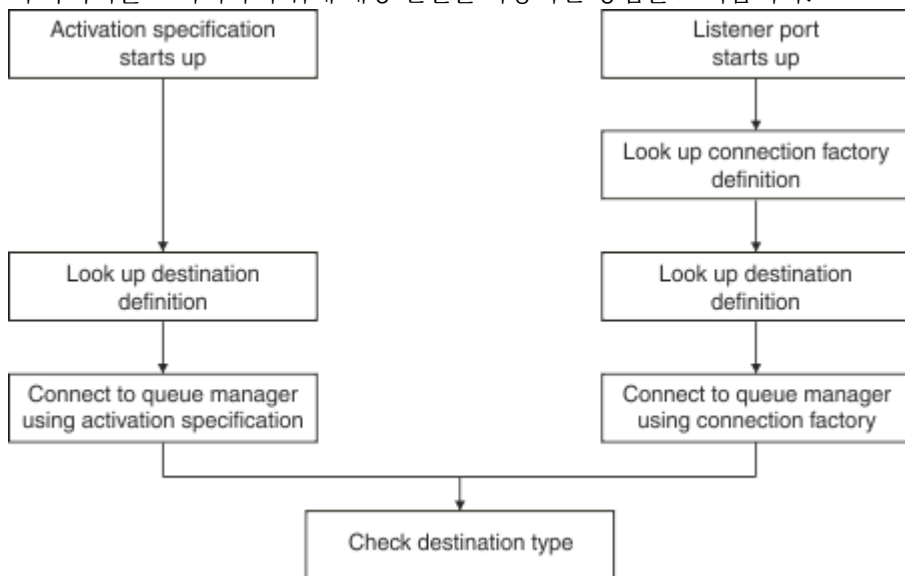 Activation specification
starts up
Listener port
starts up
Look up connection factory
definition
Look up destination
definition
Look up destination
definition
Connect to queue manager
using activation specification
Connect to queue manager
using connection factory
Check destination type